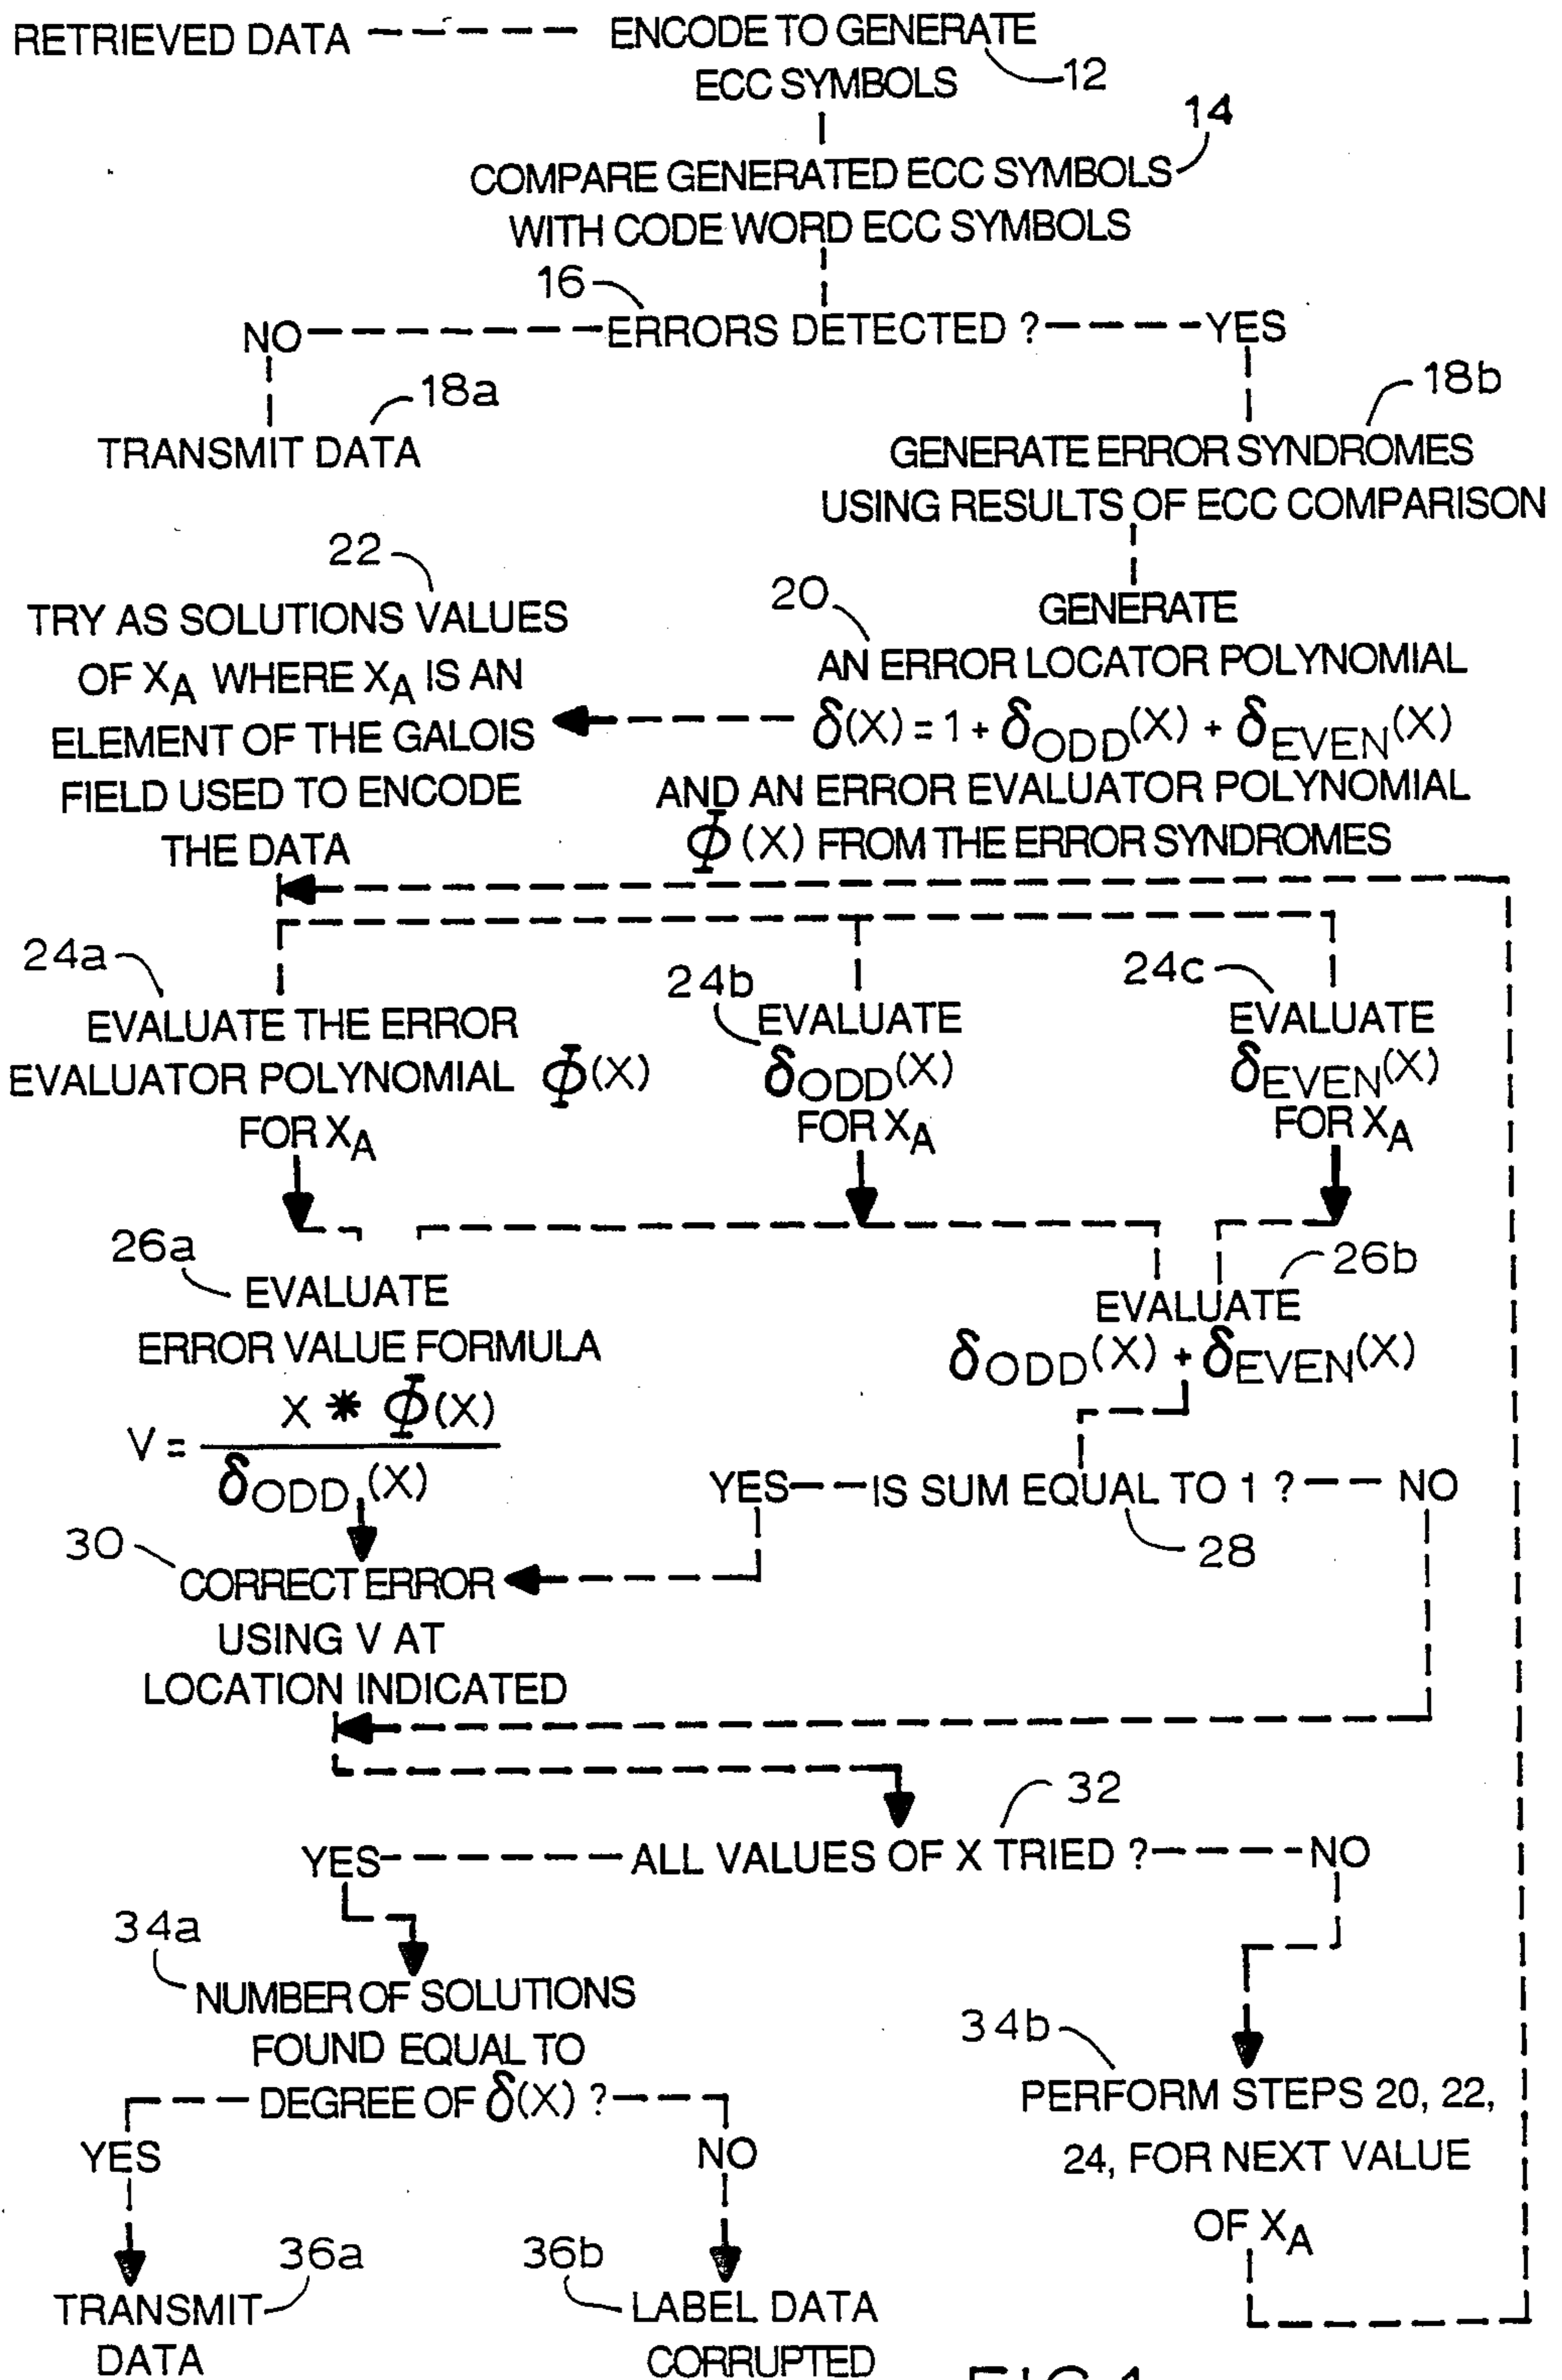 RETRIEVED DATA
ENCODE TO GENERATE
ECC SYMBOLS
12
14
COMPARE GENERATED ECC SYMBOLS
WITH CODE WORD ECC SYMBOLS
16
NO
ERRORS DETECTED ?
YES
18a
TRANSMIT DATA
18b
GENERATE ERROR SYNDROMES
USING RESULTS OF ECC COMPARISON
22
TRY AS SOLUTIONS VALUES
OF X_A WHERE X_A IS AN
ELEMENT OF THE GALOIS
FIELD USED TO ENCODE
THE DATA
20
GENERATE
AN ERROR LOCATOR POLYNOMIAL
δ(X) = 1 + δ_ODD(X) + δ_EVEN(X)
AND AN ERROR EVALUATOR POLYNOMIAL
Φ(X) FROM THE ERROR SYNDROMES
24a
EVALUATE THE ERROR
EVALUATOR POLYNOMIAL Φ(X)
FOR X_A
24b
EVALUATE
δ_ODD(X)
FOR X_A
24c
EVALUATE
δ_EVEN(X)
FOR X_A
26a
EVALUATE
ERROR VALUE FORMULA
X * Φ(X)
V =
δ_ODD(X)
26b
EVALUATE
δ_ODD(X) + δ_EVEN(X)
YES
IS SUM EQUAL TO 1 ?
NO
28
30
CORRECT ERROR
USING V AT
LOCATION INDICATED
32
YES
ALL VALUES OF X TRIED ?
NO
34a
NUMBER OF SOLUTIONS
FOUND EQUAL TO
DEGREE OF δ(X) ?
YES
NO
34b
PERFORM STEPS 20, 22,
24, FOR NEXT VALUE
OF X_A
36a
TRANSMIT
DATA
36b
LABEL DATA
CORRUPTED
FIG.1